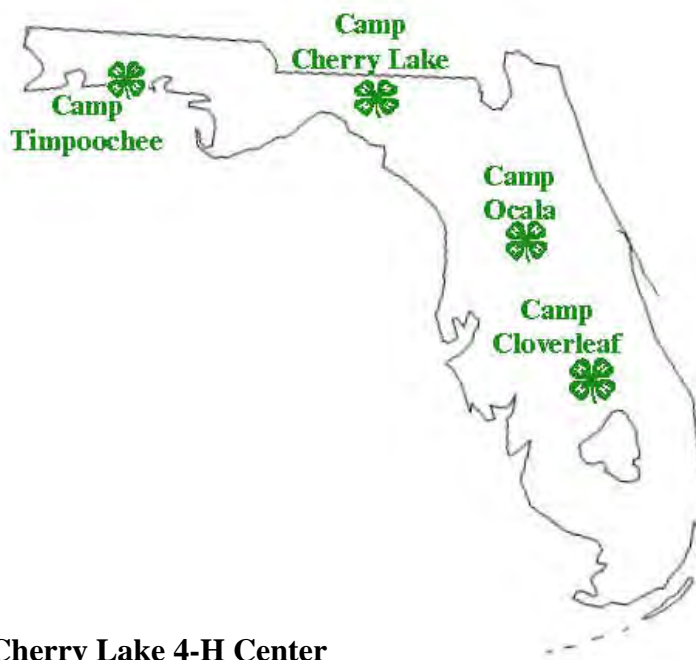 Camp
Cherry Lake
Camp
Timpoochee
Camp
Ocala
Camp
Cloverleaf
Cherry Lake 4-H Center